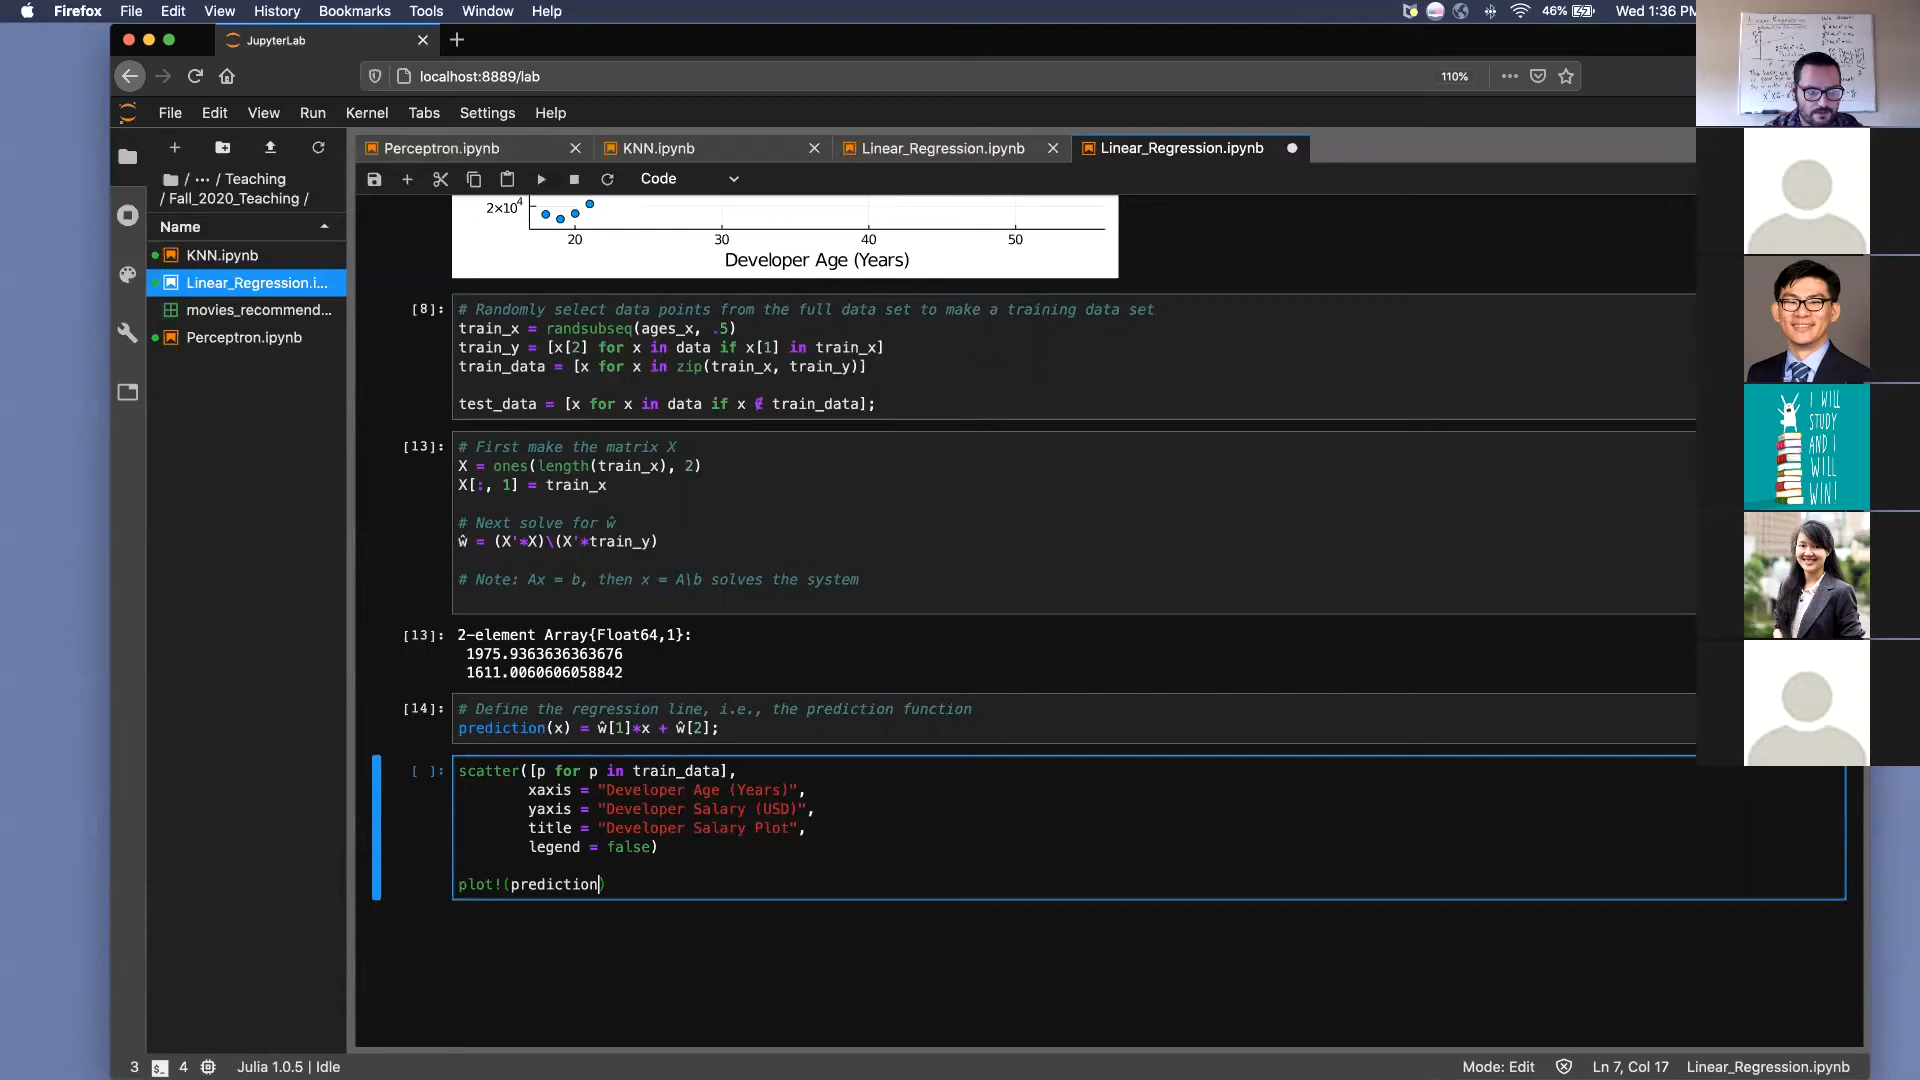 Firefox File Edit View History Bookmarks Tools Window Help 46% Wed 1:36 PM
JupyterLab
localhost:8889/lab 110%
File Edit View Run Kernel Tabs Settings Help
Perceptron.ipynb KNN.ipynb Linear_Regression.ipynb Linear_Regression.ipynb
Code
/ ··· / Teaching
/ Fall_2020_Teaching /
Name
KNN.ipynb
Linear_Regression.i...
movies_recommend...
Perceptron.ipynb
2×10⁴
20 30 40 50
Developer Age (Years)
[8]: # Randomly select data points from the full data set to make a training data set
train_x = randsubseq(ages_x, .5)
train_y = [x[2] for x in data if x[1] in train_x]
train_data = [x for x in zip(train_x, train_y)]
test_data = [x for x in data if x ∉ train_data];
[13]: # First make the matrix X
X = ones(length(train_x), 2)
X[:, 1] = train_x
# Next solve for ŵ
ŵ = (X'*X)\(X'*train_y)
# Note: Ax = b, then x = A\b solves the system
[13]: 2-element Array{Float64,1}:
1975.9363636363676
1611.0060606058842
[14]: # Define the regression line, i.e., the prediction function
prediction(x) = ŵ[1]*x + ŵ[2];
[ ]: scatter([p for p in train_data],
xaxis = "Developer Age (Years)",
yaxis = "Developer Salary (USD)",
title = "Developer Salary Plot",
legend = false)
plot!(prediction)
I WILL
STUDY
AND I
WILL
WIN!
3 4 Julia 1.0.5 | Idle Mode: Edit Ln 7, Col 17 Linear_Regression.ipynb